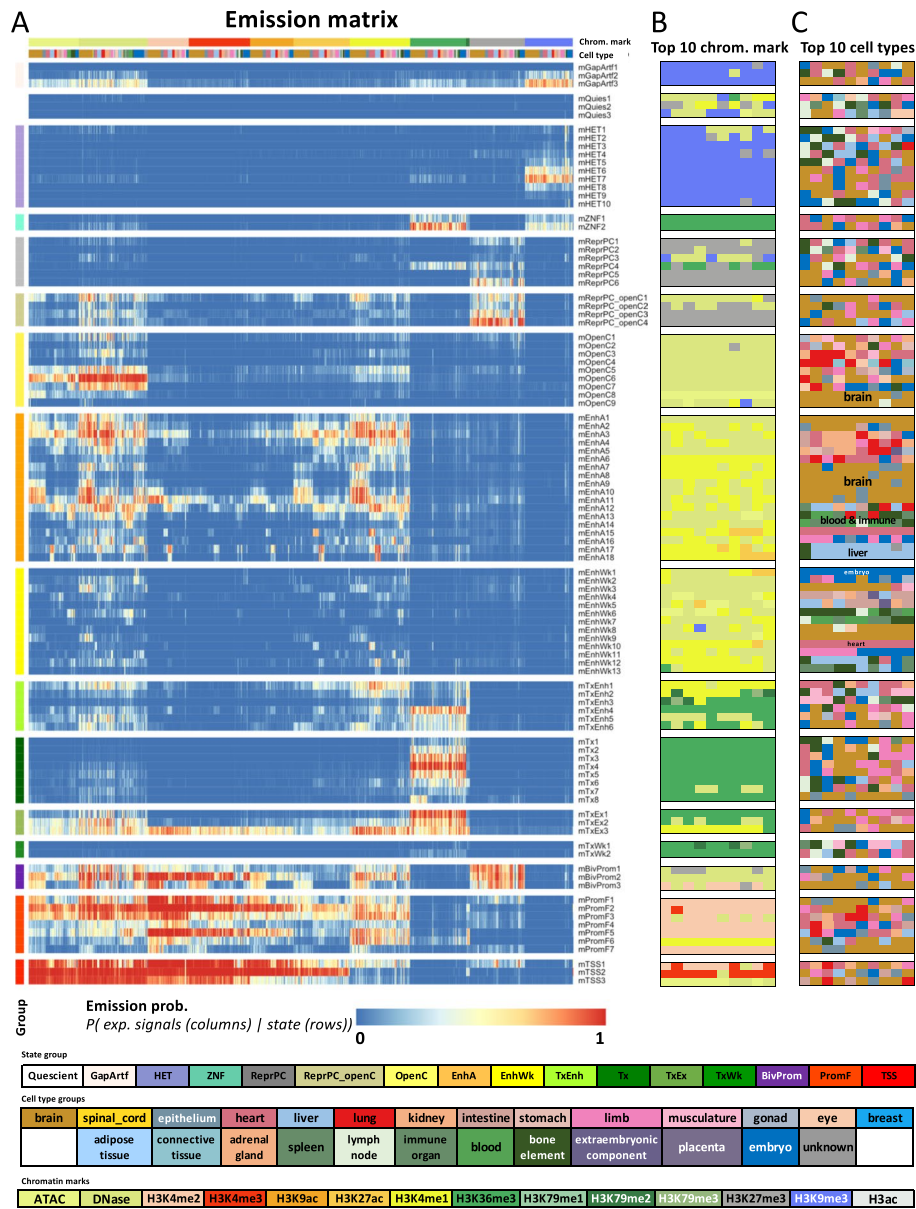 A
Emission matrix
B
C
Chrom. mark
Cell type
Top 10 chrom. mark
Top 10 cell types
mGapArtf1
mGapArtf2
mGapArtf3
mQuies1
mQuies2
mQuies3
mHET1
mHET2
mHET3
mHET4
mHET5
mHET6
mHET7
mHET8
mHET9
mHET10
mZNF1
mZNF2
mReprPC1
mReprPC2
mReprPC3
mReprPC4
mReprPC5
mReprPC6
mReprPC_openC1
mReprPC_openC2
mReprPC_openC3
mReprPC_openC4
mOpenC1
mOpenC2
mOpenC3
mOpenC4
mOpenC5
mOpenC6
mOpenC7
mOpenC8
mOpenC9
brain
mEnhA1
mEnhA2
mEnhA3
mEnhA4
mEnhA5
mEnhA6
mEnhA7
mEnhA8
mEnhA9
mEnhA10
mEnhA11
mEnhA12
mEnhA13
mEnhA14
mEnhA15
mEnhA16
mEnhA17
mEnhA18
brain
blood & immune
liver
mEnhWk1
mEnhWk2
mEnhWk3
mEnhWk4
mEnhWk5
mEnhWk6
mEnhWk7
mEnhWk8
mEnhWk9
mEnhWk10
mEnhWk11
mEnhWk12
mEnhWk13
embryo
heart
mTxEnh1
mTxEnh2
mTxEnh3
mTxEnh4
mTxEnh5
mTxEnh6
mTx1
mTx2
mTx3
mTx4
mTx5
mTx6
mTx7
mTx8
mTxEx1
mTxEx2
mTxEx3
mTxWk1
mTxWk2
mBivProm1
mBivProm2
mBivProm3
mPromF1
mPromF2
mPromF3
mPromF4
mPromF5
mPromF6
mPromF7
mTSS1
mTSS2
mTSS3
Group
Emission prob.
P( exp. signals (columns) | state (rows))
0 1
State group
Quescient GapArtf HET ZNF ReprPC ReprPC_openC OpenC EnhA EnhWk TxEnh Tx TxEx TxWk BivProm PromF TSS
Cell type groups
brain spinal_cord epithelium heart liver lung kidney intestine stomach limb musculature gonad eye breast
adipose tissue connective tissue adrenal gland spleen lymph node immune organ blood bone element extraembryonic component placenta embryo unknown
Chromatin marks
ATAC DNase H3K4me2 H3K4me3 H3K9ac H3K27ac H3K4me1 H3K36me3 H3K79me1 H3K79me2 H3K79me3 H3K27me3 H3K9me3 H3ac